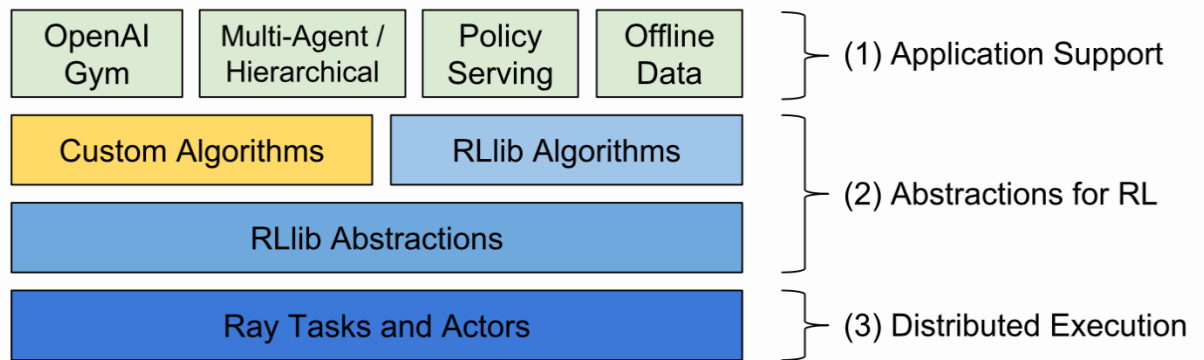 OpenAI
Gym
Multi-Agent /
Hierarchical
Policy
Serving
Offline
Data
(1) Application Support
Custom Algorithms
RLlib Algorithms
(2) Abstractions for RL
RLlib Abstractions
Ray Tasks and Actors
(3) Distributed Execution